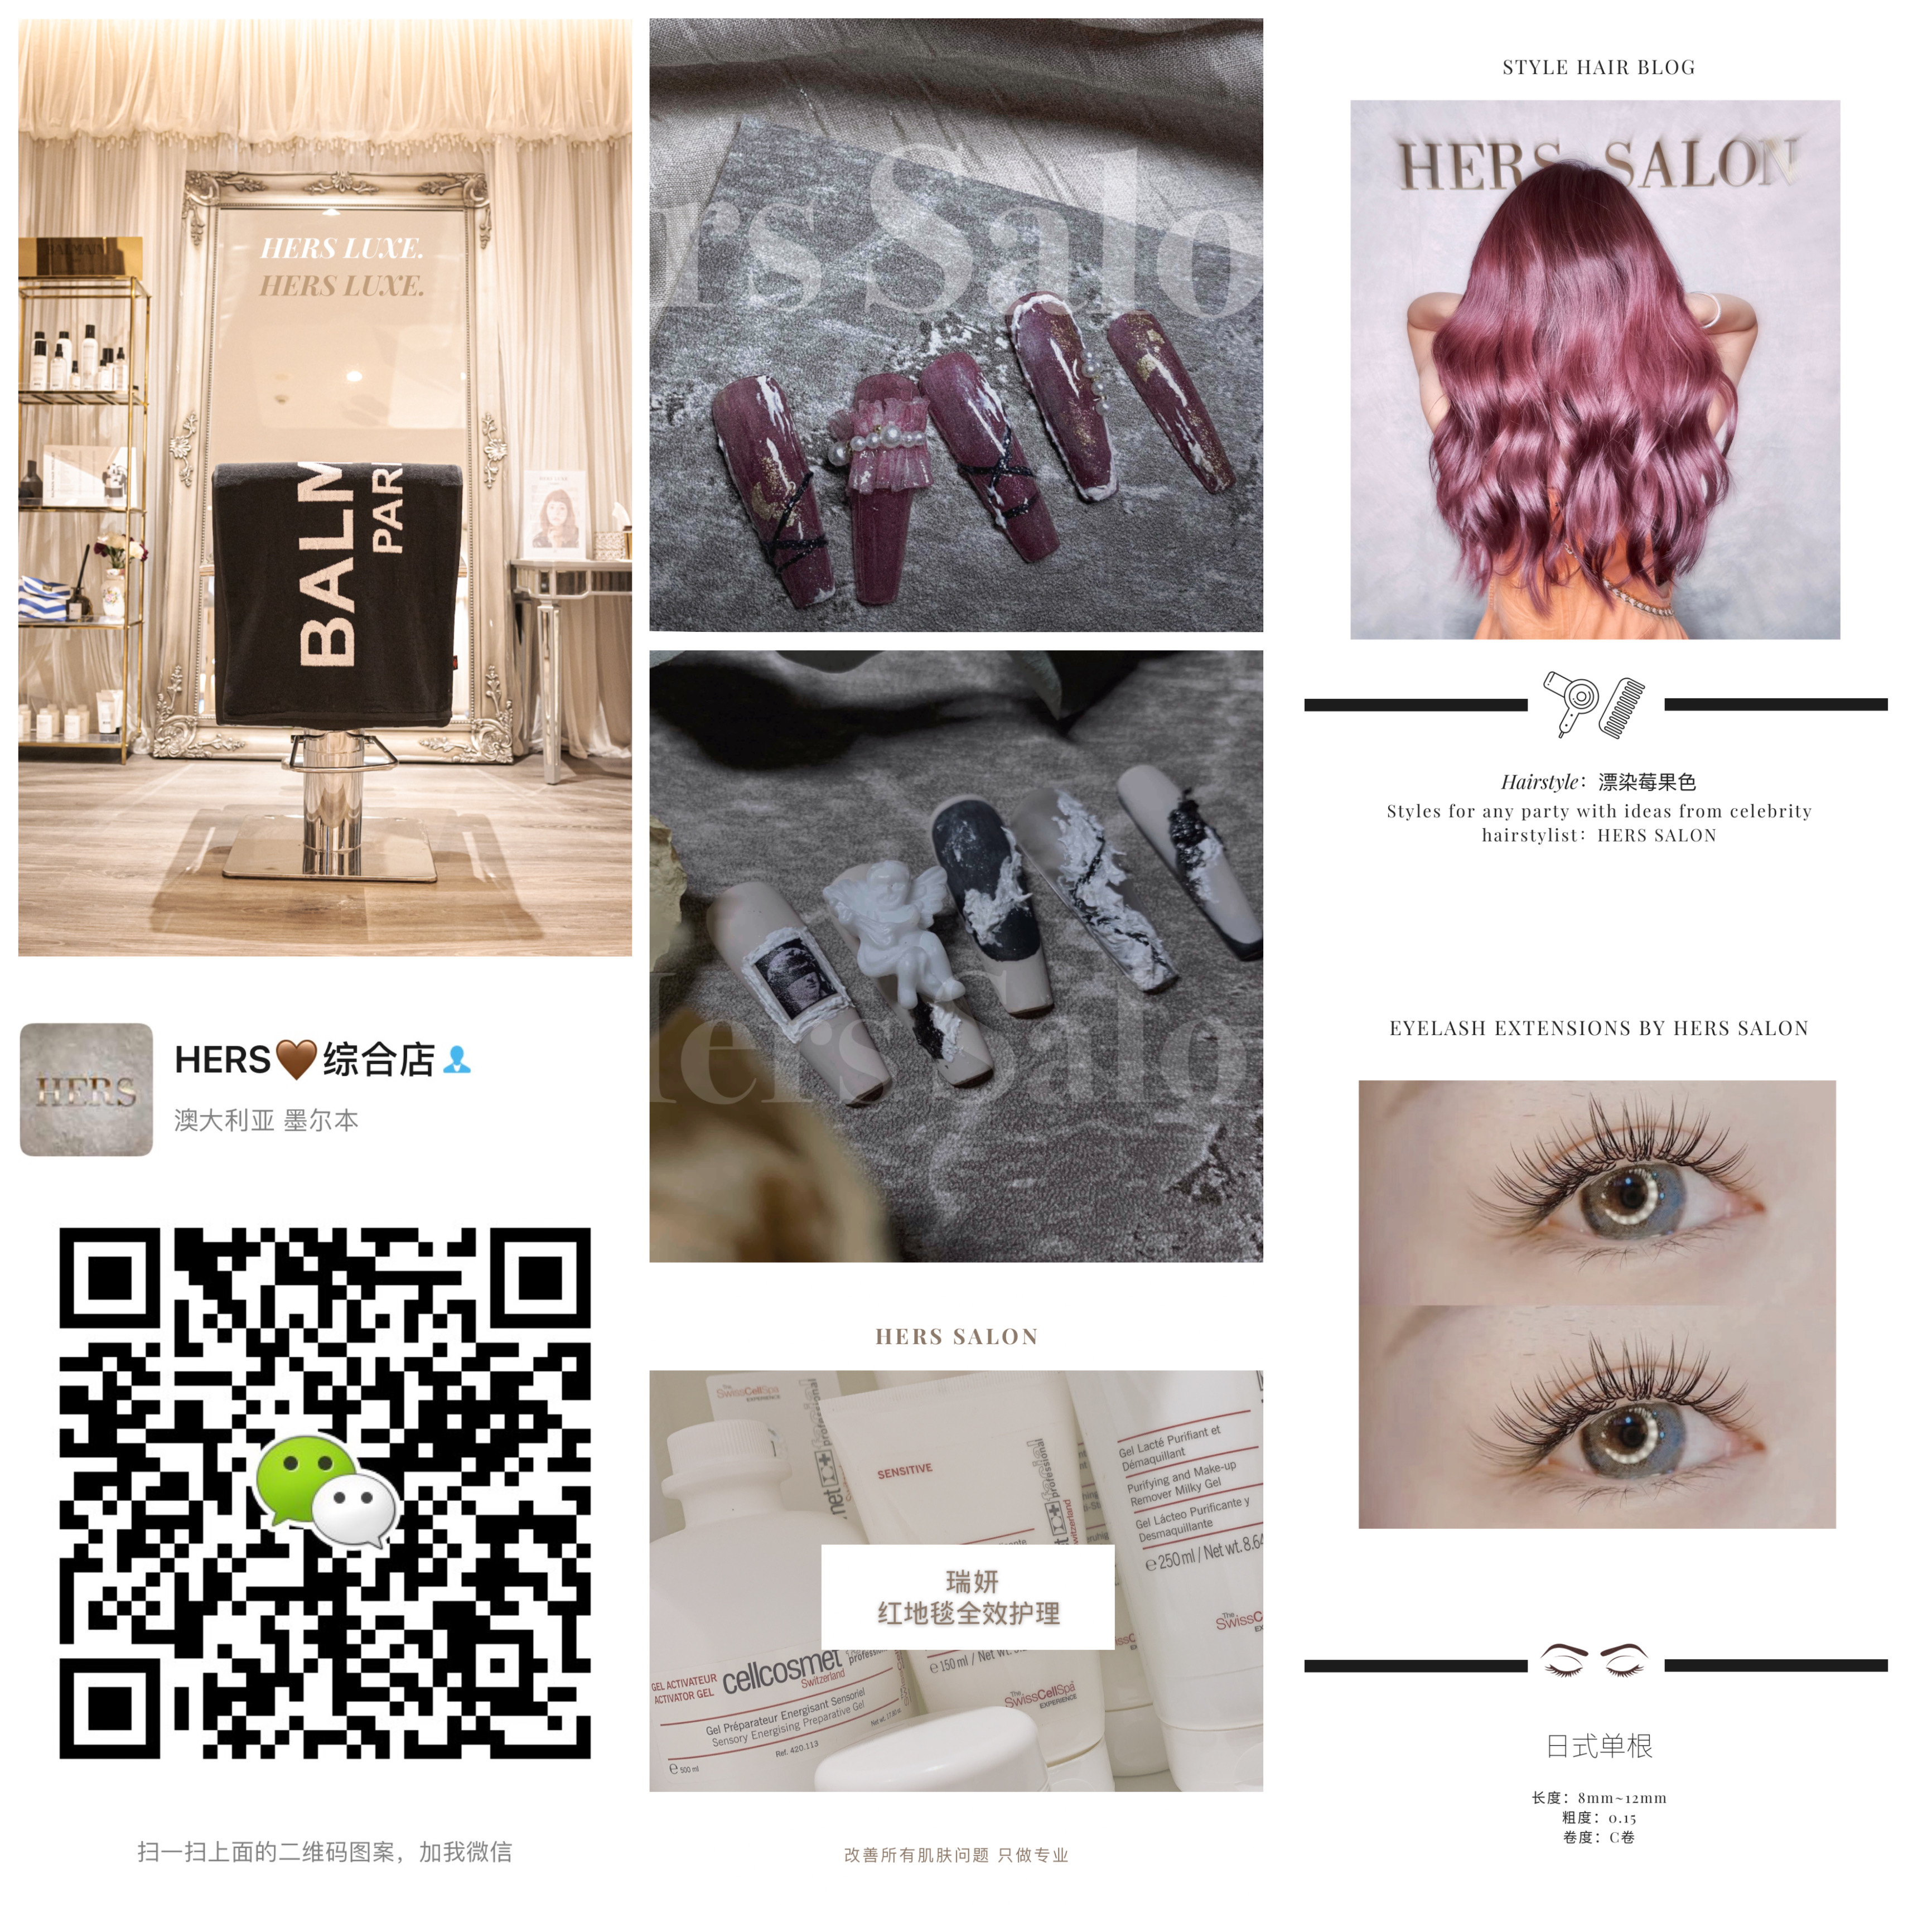 HERS LUXE.
HERS LUXE.
BALM
PAR
HERS
HERS🤎综合店
澳大利亚 墨尔本
扫一扫上面的二维码图案，加我微信
ers Salo
Hers Salo
HERS SALON
The SwissCellSpa
EXPERIENCE
SENSITIVE
professional
Gel Lacté Purifiant et
Démaquillant
Purifying and Make-up
Remover Milky Gel
Gel Lácteo Purificante y
Desmaquillante
e 250 ml / Net wt. 8.64
瑞妍
红地毯全效护理
e 150 ml / Net wt.
GEL ACTIVATEUR
ACTIVATOR GEL
cellcosmet
Switzerland
Gel Préparateur Energisant Sensoriel
Sensory Energising Preparative Gel
Ref. 420.113
e 500 ml
The SwissCellSpa
EXPERIENCE
改善所有肌肤问题 只做专业
STYLE HAIR BLOG
HERS SALON
Hairstyle：漂染莓果色
Styles for any party with ideas from celebrity
hairstylist：HERS SALON
EYELASH EXTENSIONS BY HERS SALON
日式单根
长度：8mm~12mm
粗度：0.15
卷度：C卷